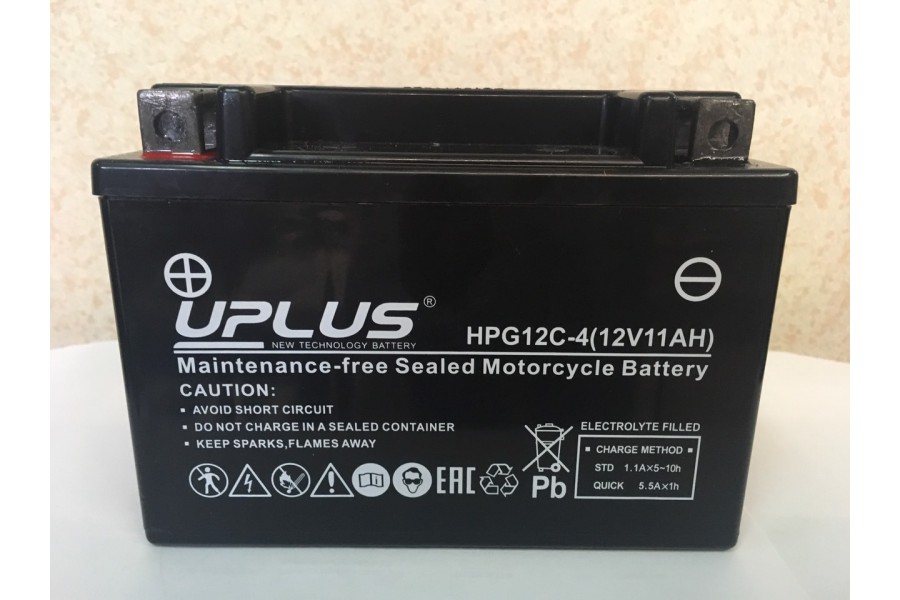 UPLUS®
NEW TECHNOLOGY BATTERY
HPG12C-4(12V11AH)
Maintenance-free Sealed Motorcycle Battery
CAUTION:
▪ AVOID SHORT CIRCUIT
▪ DO NOT CHARGE IN A SEALED CONTAINER
▪ KEEP SPARKS,FLAMES AWAY
EAC
Pb
ELECTROLYTE FILLED
▪ CHARGE METHOD ▪
STD 1.1A×5~10h
QUICK 5.5A×1h